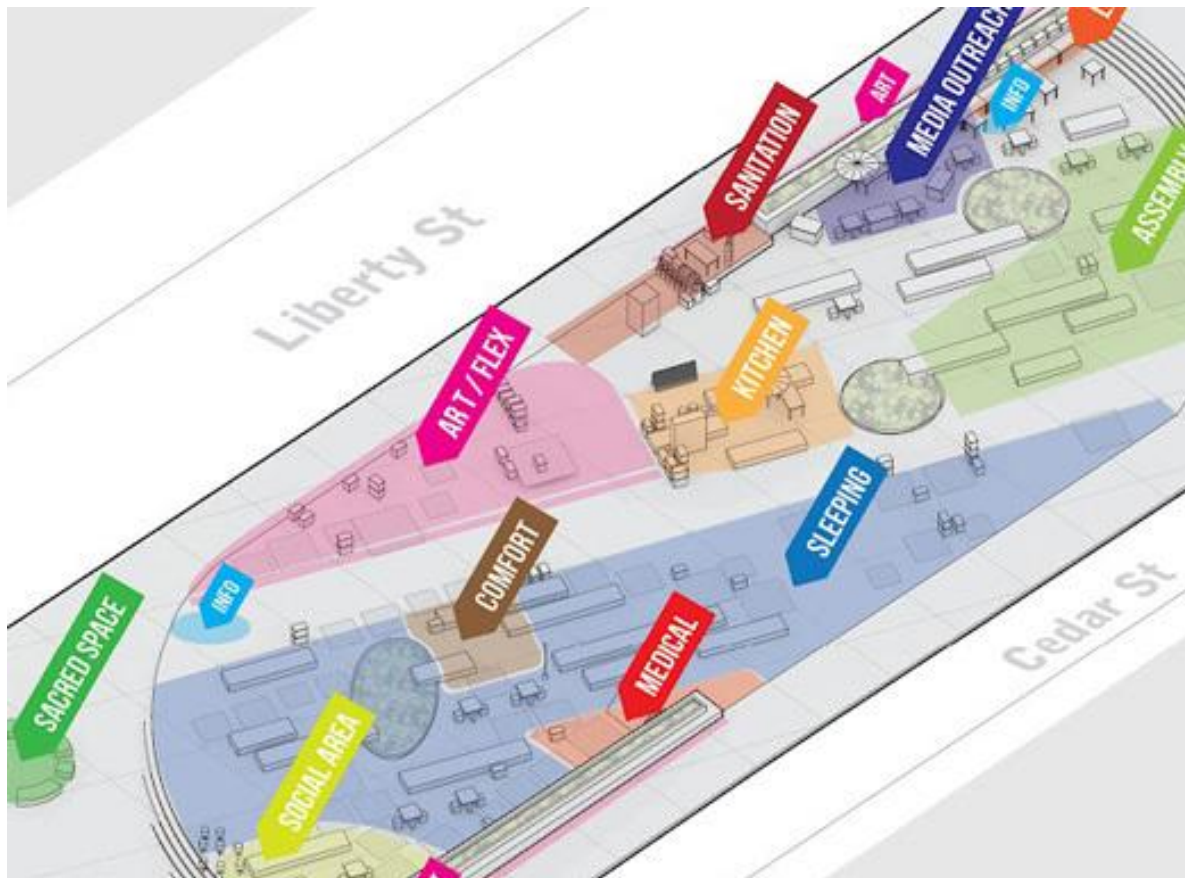 MEDIA OUTREACH
ART
INFO
SANITATION
ASSEMBLY
Liberty St
ART / FLEX
KITCHEN
SLEEPING
COMFORT
INFO
SACRED SPACE
MEDICAL
Cedar St
SOCIAL AREA